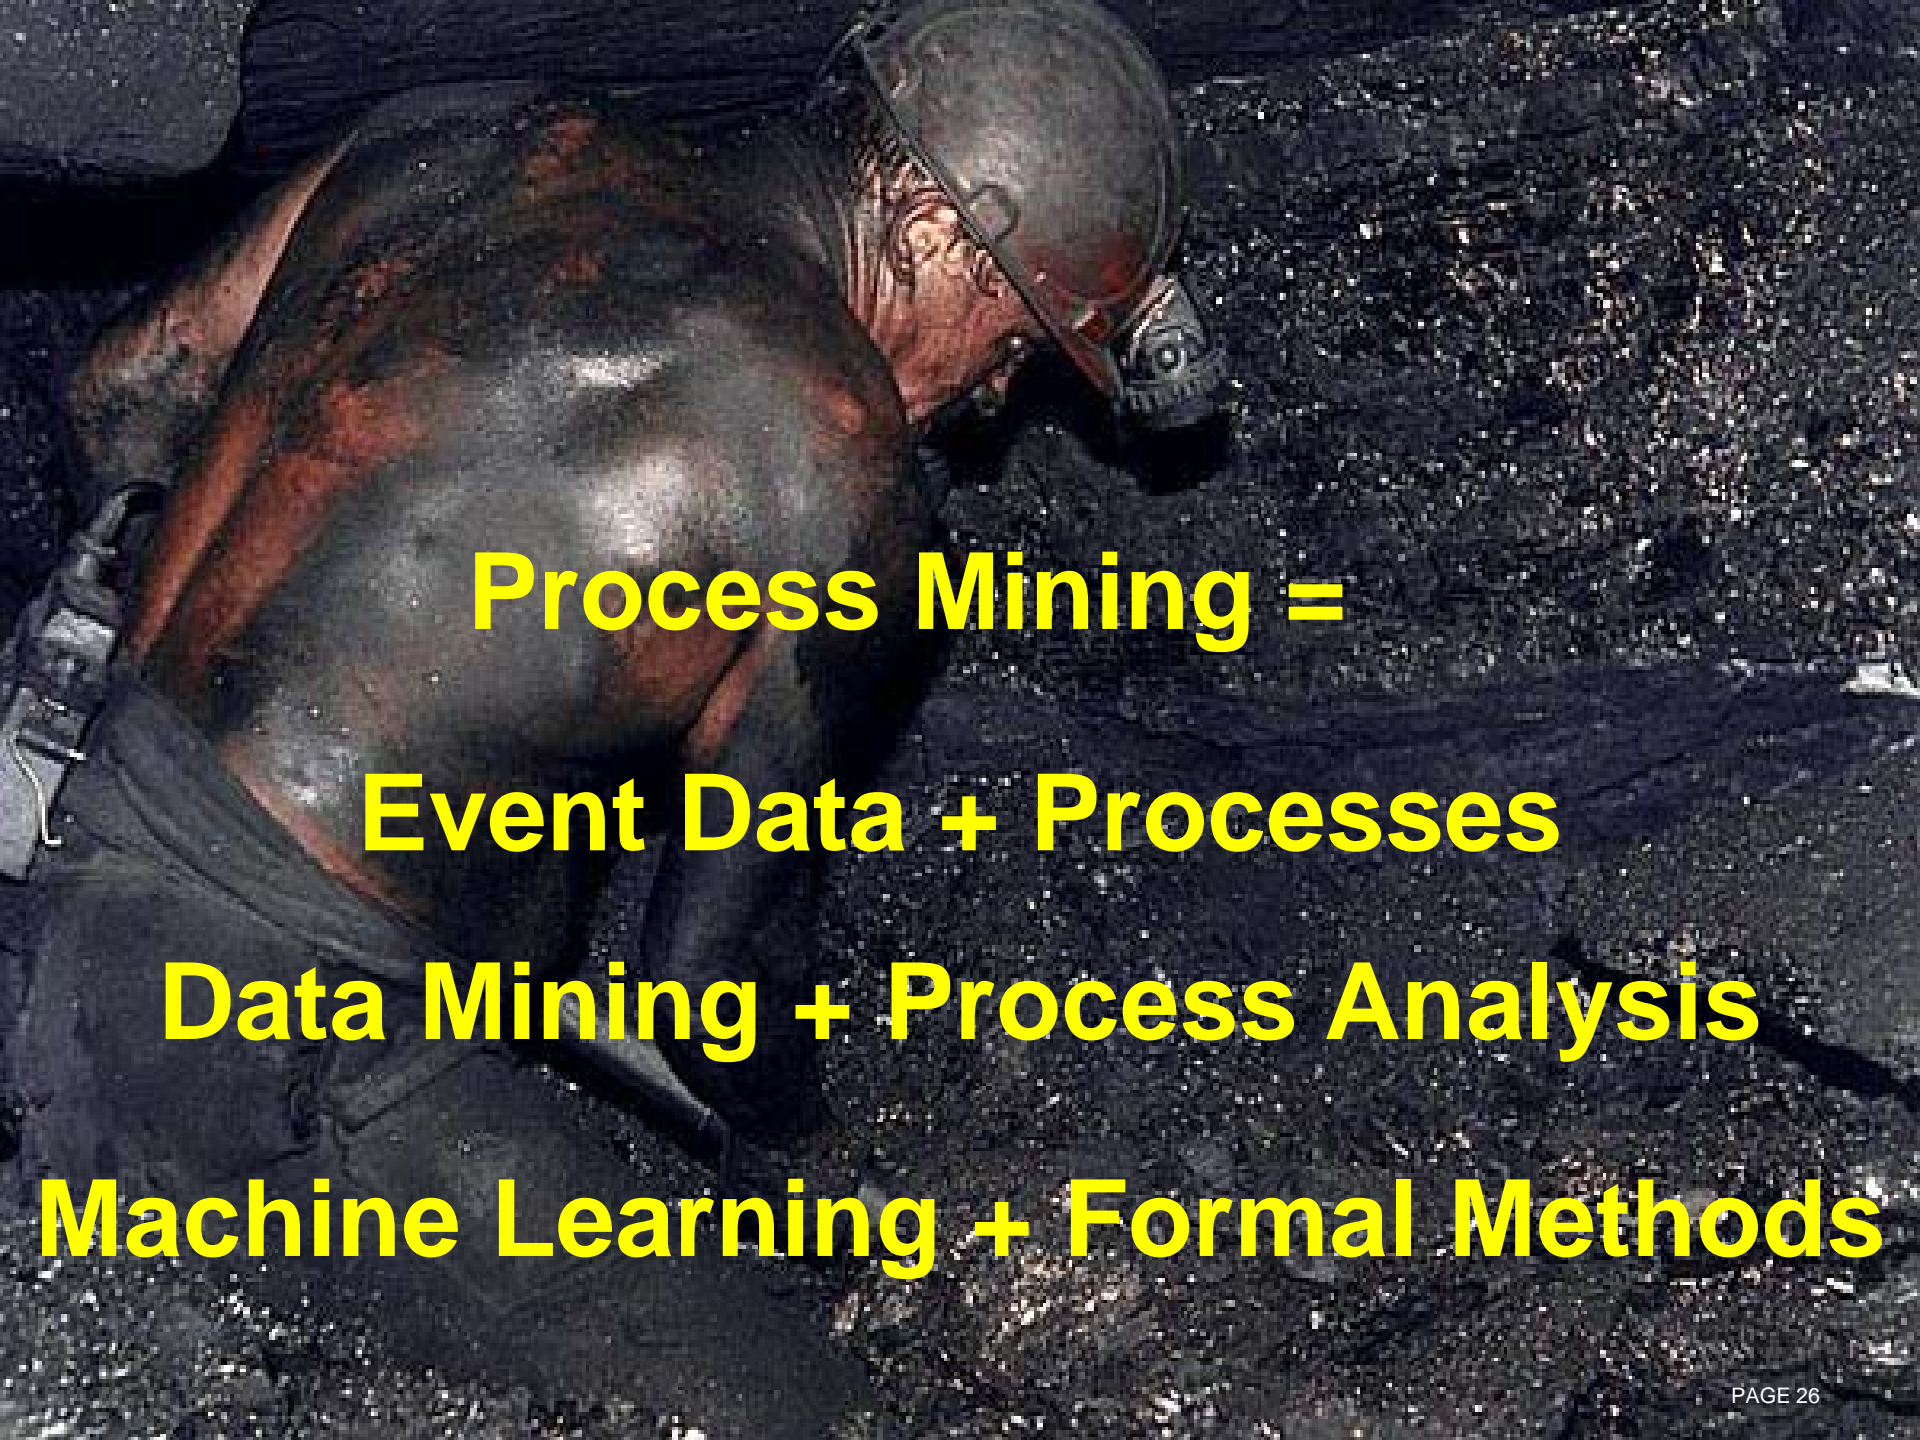 Process Mining =
Event Data + Processes
Data Mining + Process Analysis
Machine Learning + Formal Methods
PAGE 26